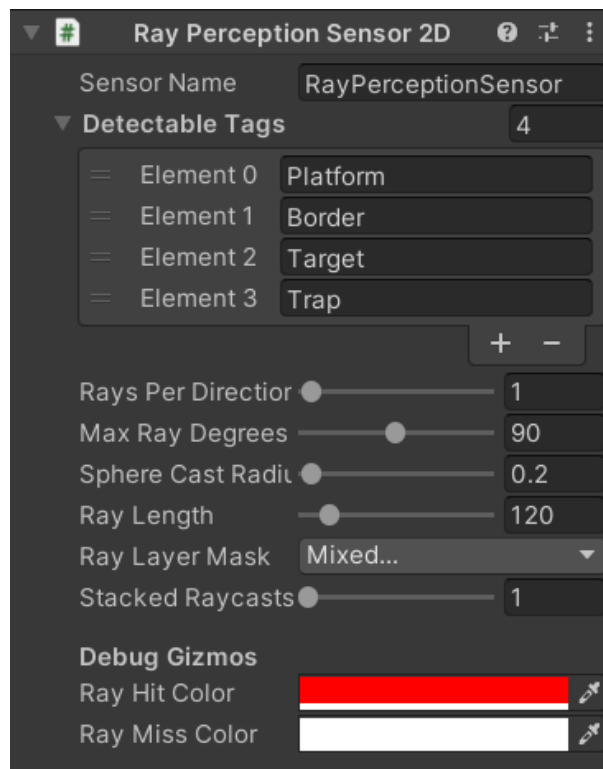 Ray Perception Sensor 2D
Sensor Name RayPerceptionSensor
Detectable Tags 4
Element 0 Platform
Element 1 Border
Element 2 Target
Element 3 Trap
+ −
Rays Per Direction 1
Max Ray Degrees 90
Sphere Cast Radiu 0.2
Ray Length 120
Ray Layer Mask Mixed...
Stacked Raycasts 1
Debug Gizmos
Ray Hit Color
Ray Miss Color